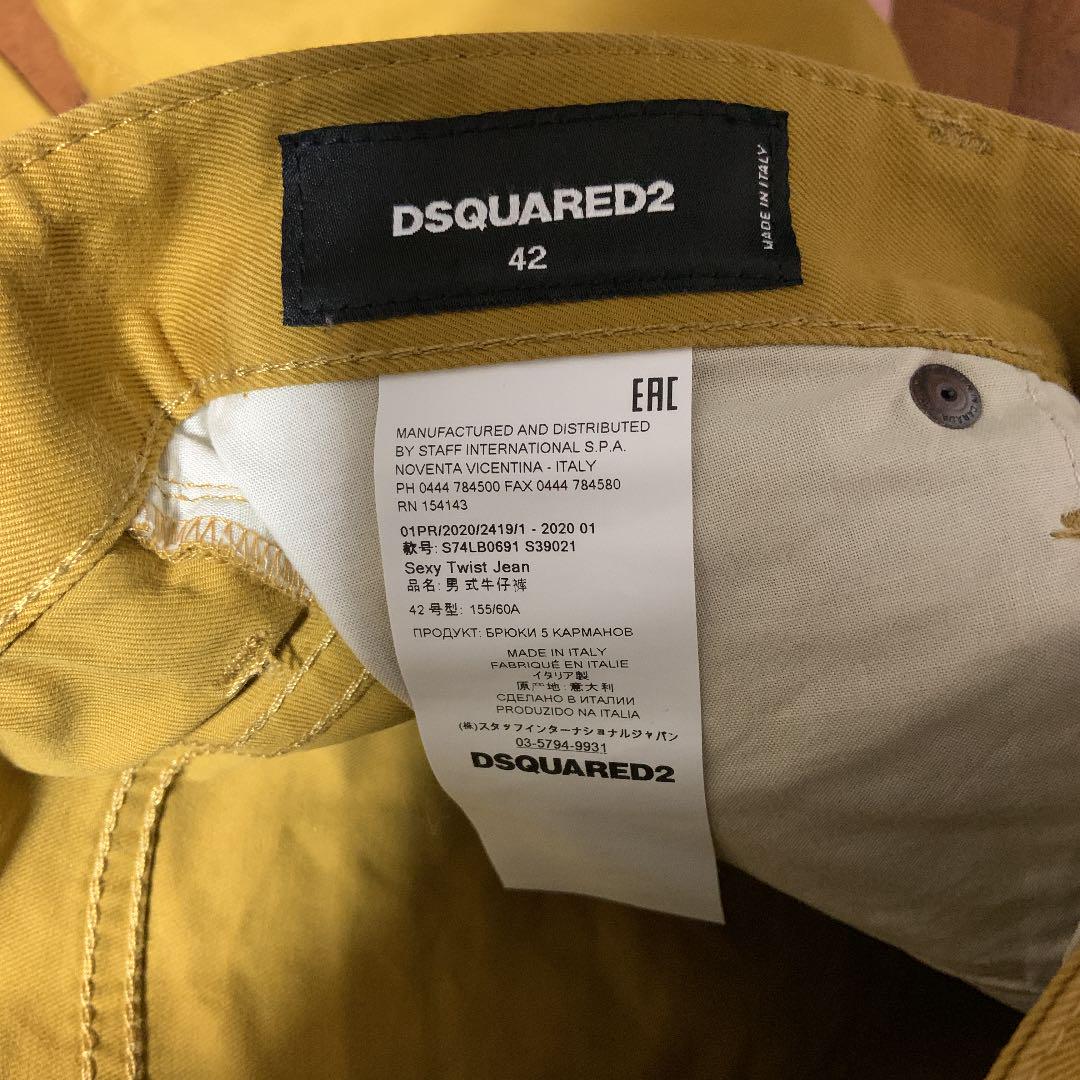 DSQUARED2
42
MADE IN ITALY
EAC
MANUFACTURED AND DISTRIBUTED
BY STAFF INTERNATIONAL S.P.A.
NOVENTA VICENTINA - ITALY
PH 0444 784500 FAX 0444 784580
RN 154143
01PR/2020/2419/1 - 2020 01
款号: S74LB0691 S39021
Sexy Twist Jean
品名: 男 式牛仔裤
42 号型: 155/60A
ПРОДУКТ: БРЮКИ 5 КАРМАНОВ
MADE IN ITALY
FABRIQUÉ EN ITALIE
イタリア製
原产地: 意大利
СДЕЛАНО В ИТАЛИИ
PRODUZIDO NA ITALIA
(株)スタッフインターナショナルジャパン
03-5794-9931
DSQUARED2